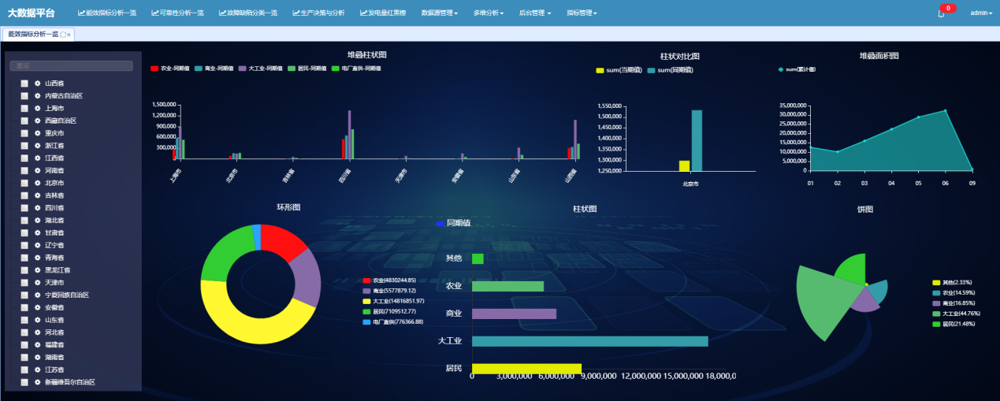 大数据平台 能效指标分析一览 可靠性分析一览 故障缺陷分类一览 生产决策与分析 发电量红黑榜 数据源管理 多维分析 后台管理 指标管理 0 admin
能效指标分析一览
查询
山西省
内蒙古自治区
上海市
西藏自治区
重庆市
浙江省
江西省
河南省
北京市
吉林省
四川省
湖北省
甘肃省
辽宁省
青海省
黑龙江省
天津市
宁夏回族自治区
安徽省
山东省
河北省
福建省
湖南省
江苏省
新疆维吾尔自治区
堆叠柱状图
农业-同期值 商业-同期值 大工业-同期值 居民-同期值 电厂直供-同期值
1,500,000
1,200,000
900,000
600,000
300,000
上海市 北京市 吉林省 四川省 天津市 安徽省 山东省 山西省
柱状对比图
sum(当期值) sum(同期值)
1,550,000
1,500,000
1,450,000
1,400,000
1,350,000
1,300,000
1,250,000
北京市
堆叠面积图
sum(累计值)
35,000,000
30,000,000
25,000,000
20,000,000
15,000,000
10,000,000
5,000,000
0
01 02 03 04 05 06 09
环形图
农业(4830244.85)
商业(5577879.12)
大工业(14816851.97)
居民(7109512.77)
电厂直供(776366.88)
柱状图
同期值
其他
农业
商业
大工业
居民
0 3,000,000 6,000,000 9,000,000 12,000,000 15,000,000 18,000,0
饼图
其他(2.33%)
农业(14.59%)
商业(16.85%)
大工业(44.76%)
居民(21.48%)